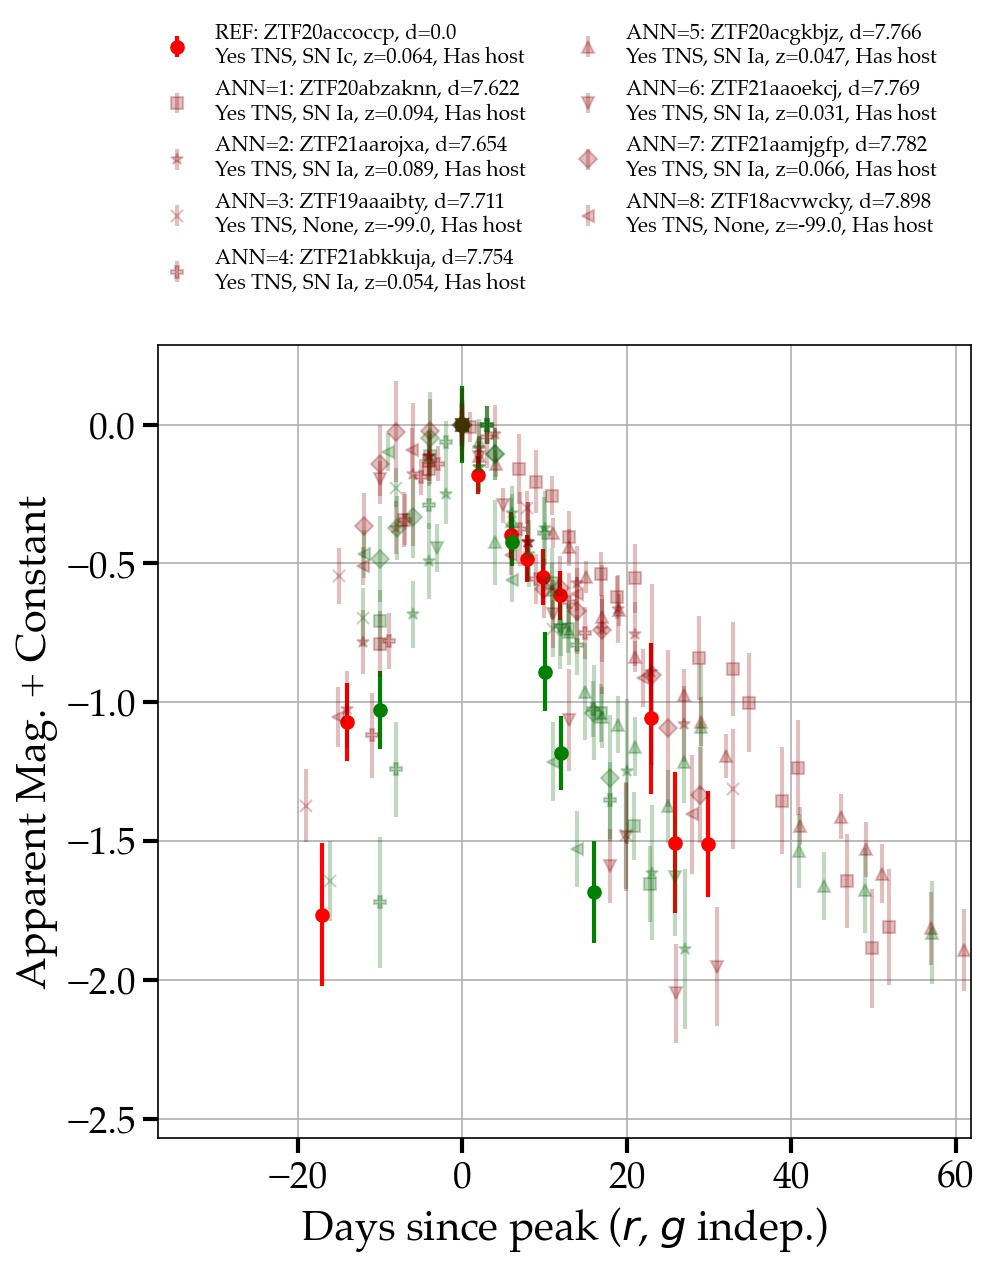 REF: ZTF20accoccp, d=0.0
Yes TNS, SN Ic, z=0.064, Has host
ANN=1: ZTF20abzaknn, d=7.622
Yes TNS, SN Ia, z=0.094, Has host
ANN=2: ZTF21aarojxa, d=7.654
Yes TNS, SN Ia, z=0.089, Has host
ANN=3: ZTF19aaaibty, d=7.711
Yes TNS, None, z=-99.0, Has host
ANN=4: ZTF21abkkuja, d=7.754
Yes TNS, SN Ia, z=0.054, Has host
ANN=5: ZTF20acgkbjz, d=7.766
Yes TNS, SN Ia, z=0.047, Has host
ANN=6: ZTF21aaoekcj, d=7.769
Yes TNS, SN Ia, z=0.031, Has host
ANN=7: ZTF21aamjgfp, d=7.782
Yes TNS, SN Ia, z=0.066, Has host
ANN=8: ZTF18acvwcky, d=7.898
Yes TNS, None, z=-99.0, Has host
Apparent Mag. + Constant
0.0
−0.5
−1.0
−1.5
−2.0
−2.5
−20 0 20 40 60
Days since peak (r, g indep.)